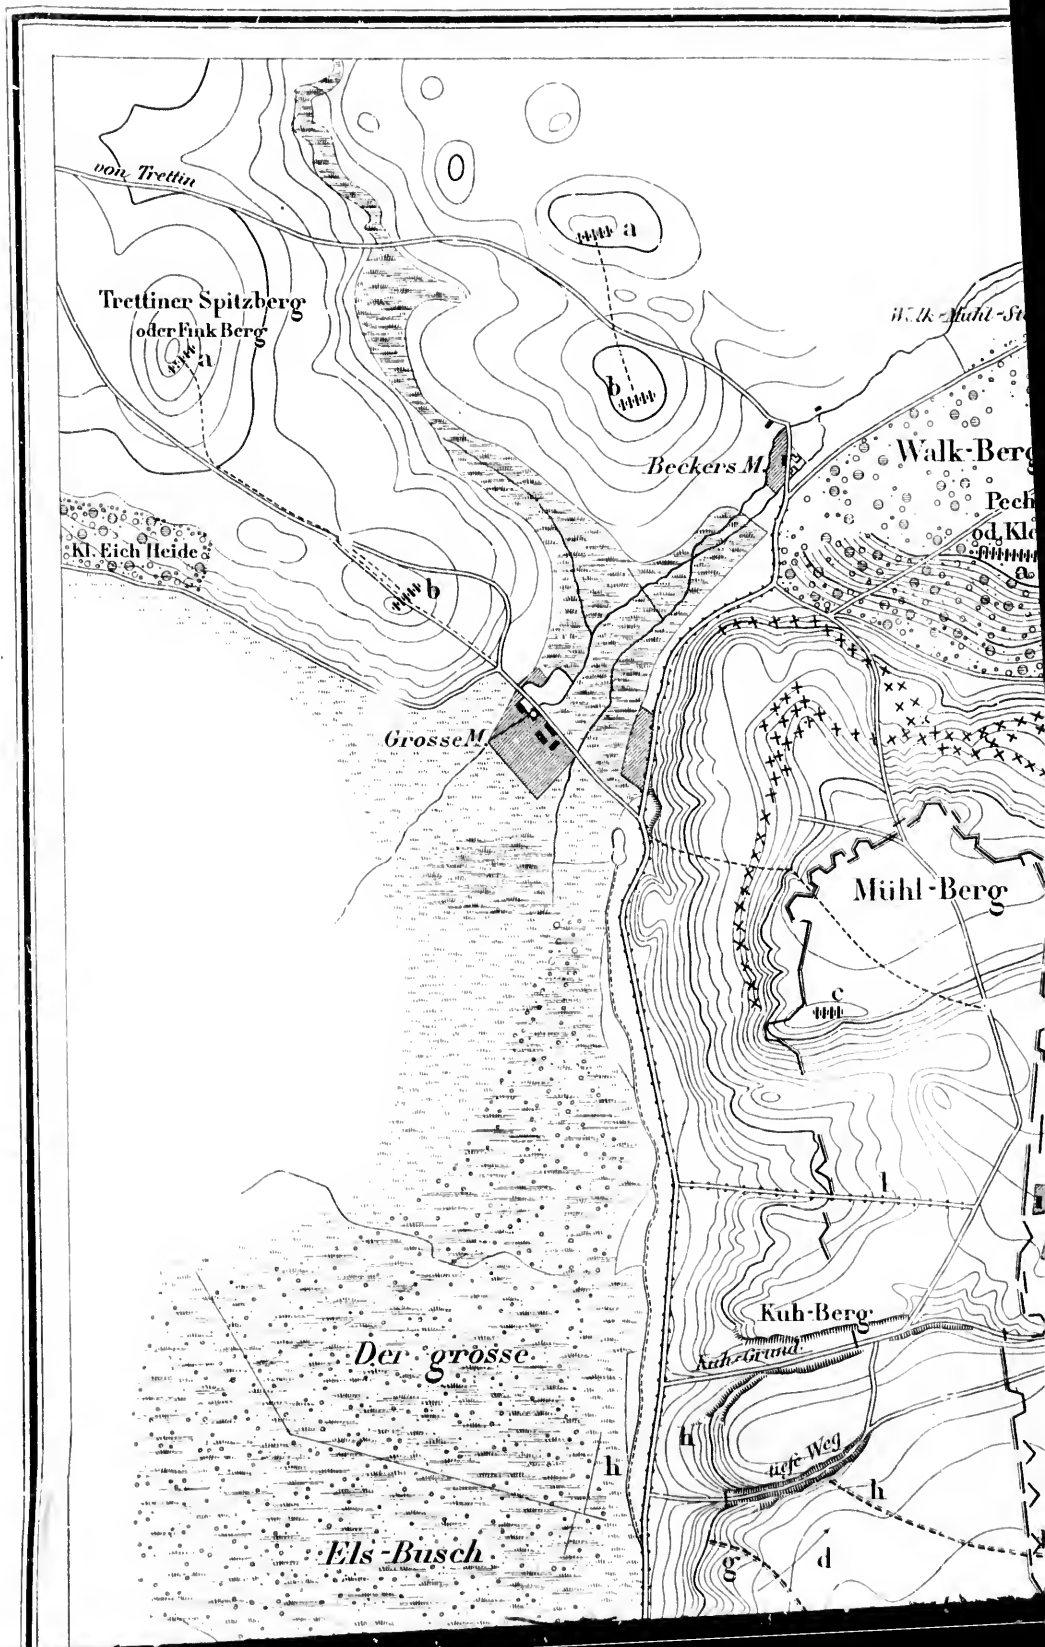 von Trettin
a
Trettiner Spitzberg
oder Fink Berg
a
b
Beckers M.
Walk-Berg
Kl. Eich Heide
b
a
Grosse M.
Mühl-Berg
c
l
Kuh-Berg
Kuh-Grund
Der grosse
h
tiefe Weg
h
h
Els-Busch
g
d